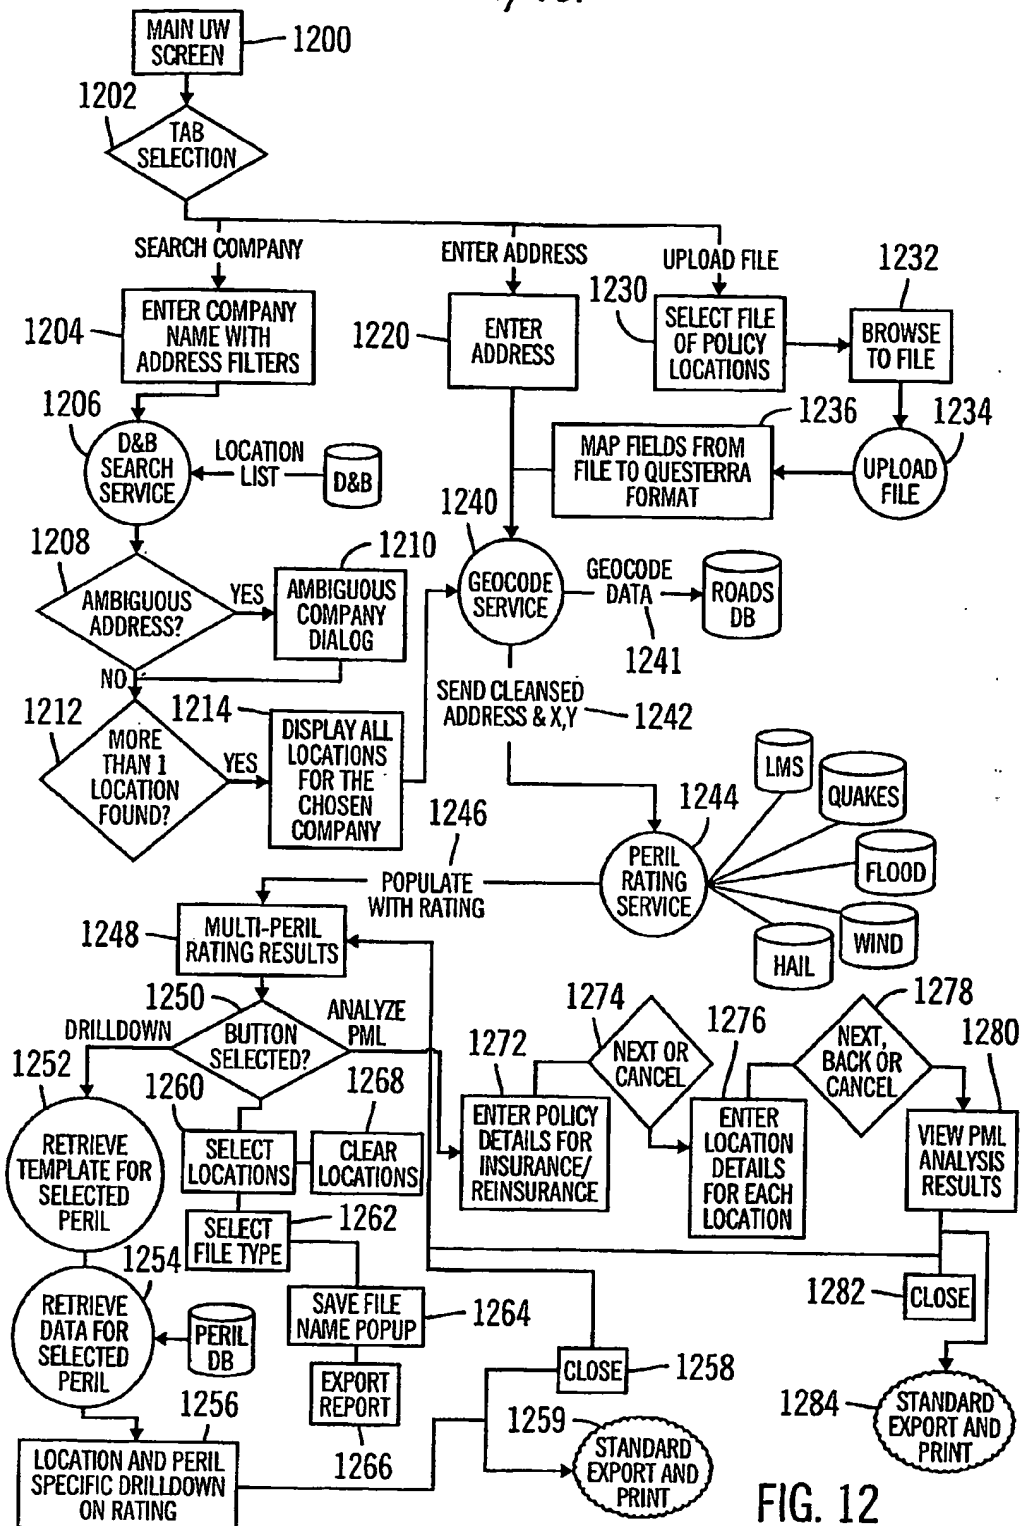 MAIN UW
SCREEN
1200
1202
TAB
SELECTION
SEARCH COMPANY
ENTER ADDRESS
UPLOAD FILE
1204
ENTER COMPANY
NAME WITH
ADDRESS FILTERS
1220
ENTER
ADDRESS
1230
SELECT FILE
OF POLICY
LOCATIONS
1232
BROWSE
TO FILE
1206
D&B
SEARCH
SERVICE
LOCATION
LIST
D&B
1236
MAP FIELDS FROM
FILE TO QUESTERRA
FORMAT
1234
UPLOAD
FILE
1208
AMBIGUOUS
ADDRESS?
YES
NO
1210
AMBIGUOUS
COMPANY
DIALOG
1240
GEOCODE
SERVICE
GEOCODE
DATA
1241
ROADS
DB
1212
MORE
THAN 1
LOCATION
FOUND?
YES
1214
DISPLAY ALL
LOCATIONS
FOR THE
CHOSEN
COMPANY
SEND CLEANSED
ADDRESS & X,Y
1242
1244
PERIL
RATING
SERVICE
LMS
QUAKES
FLOOD
WIND
HAIL
1246
POPULATE
WITH RATING
1248
MULTI-PERIL
RATING RESULTS
1250
BUTTON
SELECTED?
DRILLDOWN
ANALYZE
PML
1252
RETRIEVE
TEMPLATE FOR
SELECTED
PERIL
1260
SELECT
LOCATIONS
1268
CLEAR
LOCATIONS
1262
SELECT
FILE TYPE
1272
ENTER POLICY
DETAILS FOR
INSURANCE/
REINSURANCE
1274
NEXT OR
CANCEL
1276
ENTER
LOCATION
DETAILS
FOR EACH
LOCATION
1278
NEXT,
BACK OR
CANCEL
1280
VIEW PML
ANALYSIS
RESULTS
1254
RETRIEVE
DATA FOR
SELECTED
PERIL
PERIL
DB
SAVE FILE
NAME POPUP
1264
EXPORT
REPORT
1266
1282
CLOSE
CLOSE
1258
1256
LOCATION AND PERIL
SPECIFIC DRILLDOWN
ON RATING
1259
STANDARD
EXPORT AND
PRINT
1284
STANDARD
EXPORT AND
PRINT
FIG. 12